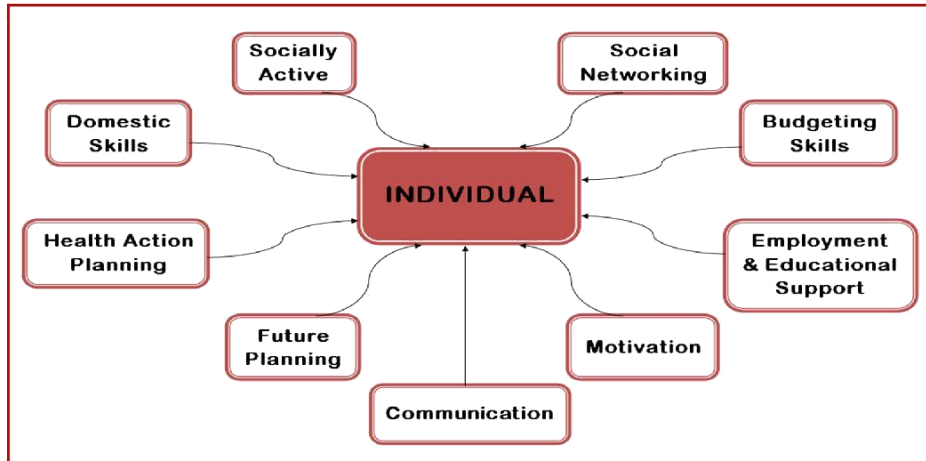 Socially
Active
Social
Networking
Domestic
Skills
Budgeting
Skills
INDIVIDUAL
Health Action
Planning
Employment
& Educational
Support
Future
Planning
Motivation
Communication